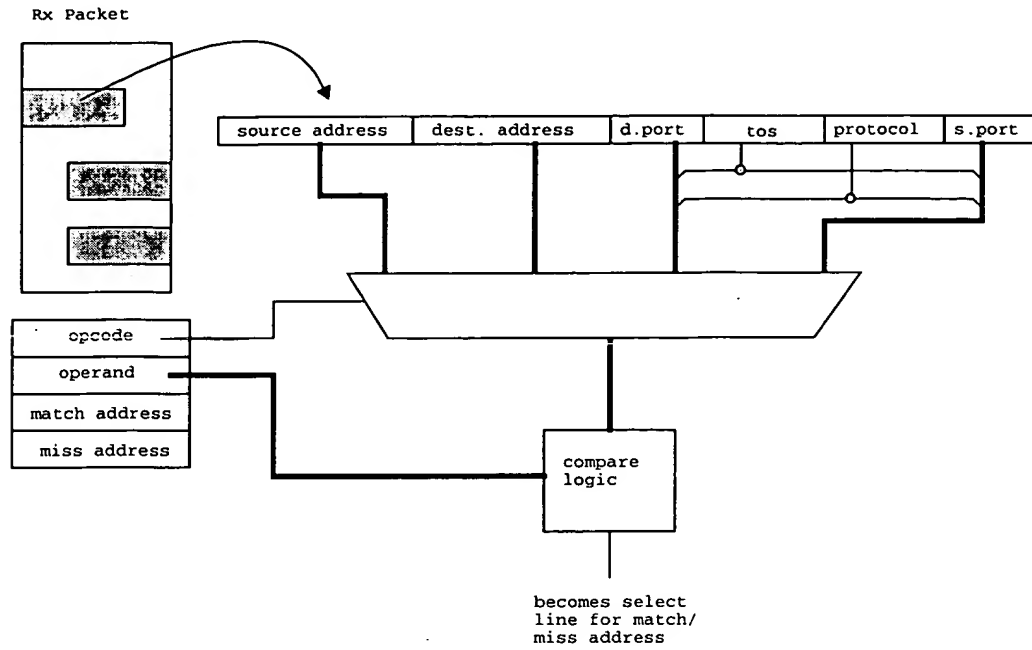 Rx Packet
source address
dest. address
d.port
tos
protocol
s.port
opcode
operand
match address
miss address
compare
logic
becomes select
line for match/
miss address